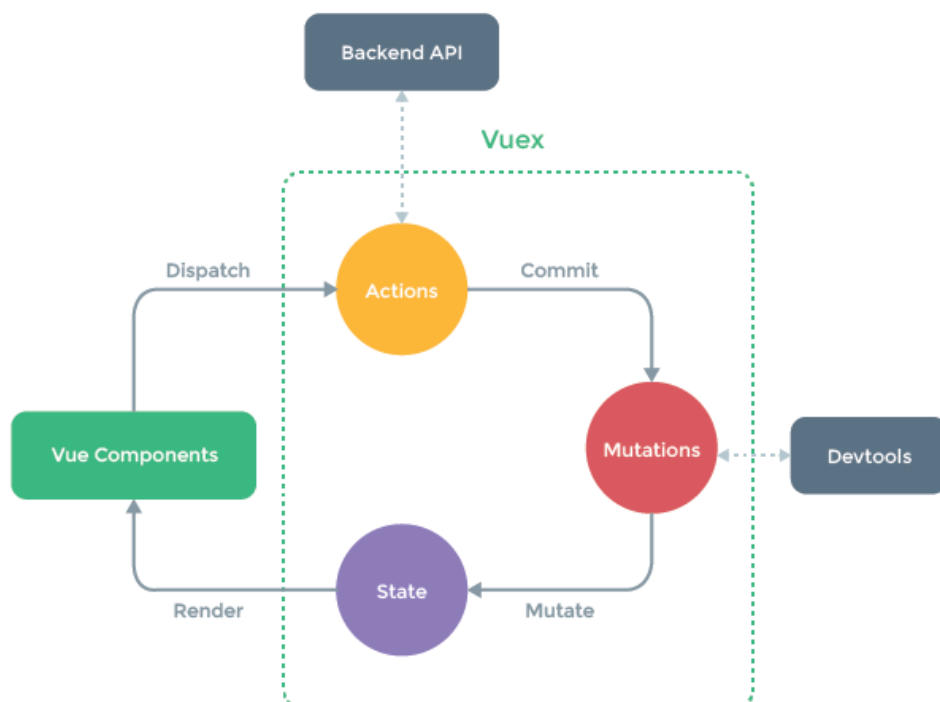 Backend API
Vuex
Dispatch
Actions
Commit
Vue Components
Mutations
Devtools
State
Render
Mutate